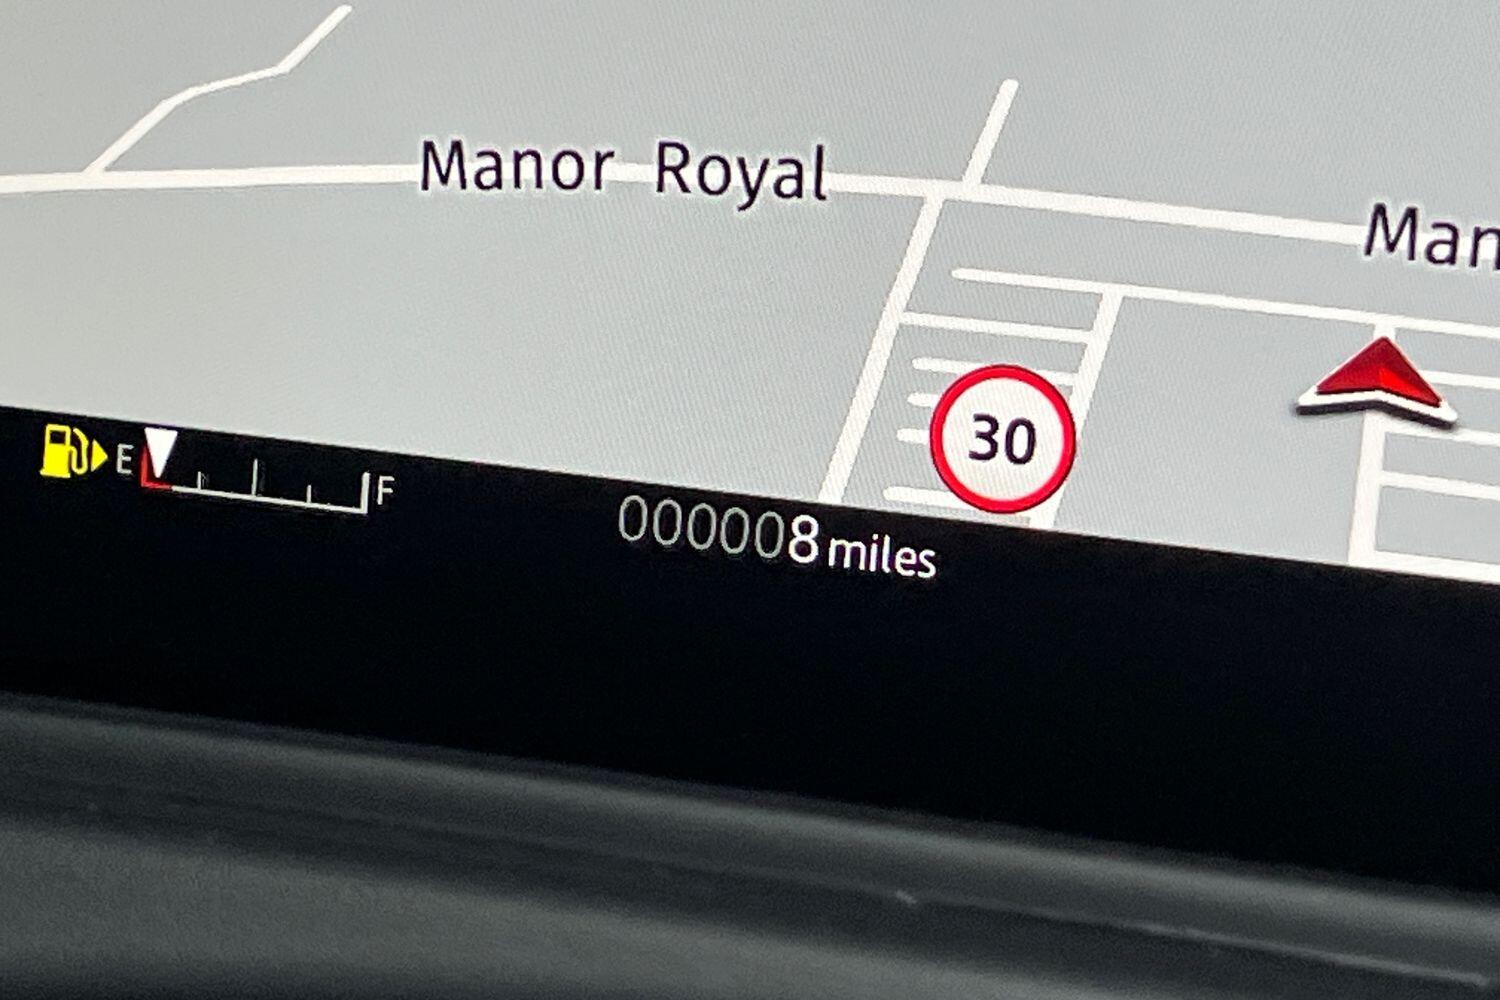 Manor Royal
Man
30
E F
000008 miles